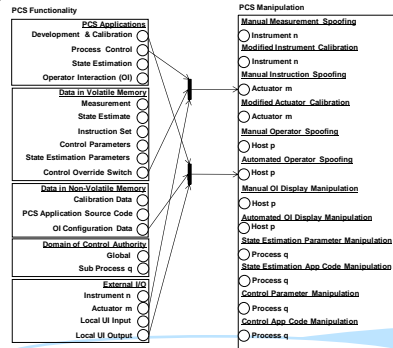 PCS Functionality
PCS Applications
Development & Calibration
Process Control
State Estimation
Operator Interaction (OI)
Data in Volatile Memory
Measurement
State Estimate
Instruction Set
Control Parameters
State Estimation Parameters
Control Override Switch
Data in Non-Volatile Memory
Calibration Data
PCS Application Source Code
OI Configuration Data
Domain of Control Authority
Global
Sub Process q
External I/O
Instrument n
Actuator m
Local UI Input
Local UI Output
PCS Manipulation
Manual Measurement Spoofing
Instrument n
Modified Instrument Calibration
Instrument n
Manual Instruction Spoofing
Actuator m
Modified Actuator Calibration
Actuator m
Manual Operator Spoofing
Host p
Automated Operator Spoofing
Host p
Manual OI Display Manipulation
Host p
Automated OI Display Manipulation
Host p
State Estimation Parameter Manipulation
Process q
State Estimation App Code Manipulation
Process q
Control Parameter Manipulation
Process q
Control App Code Manipulation
Process q